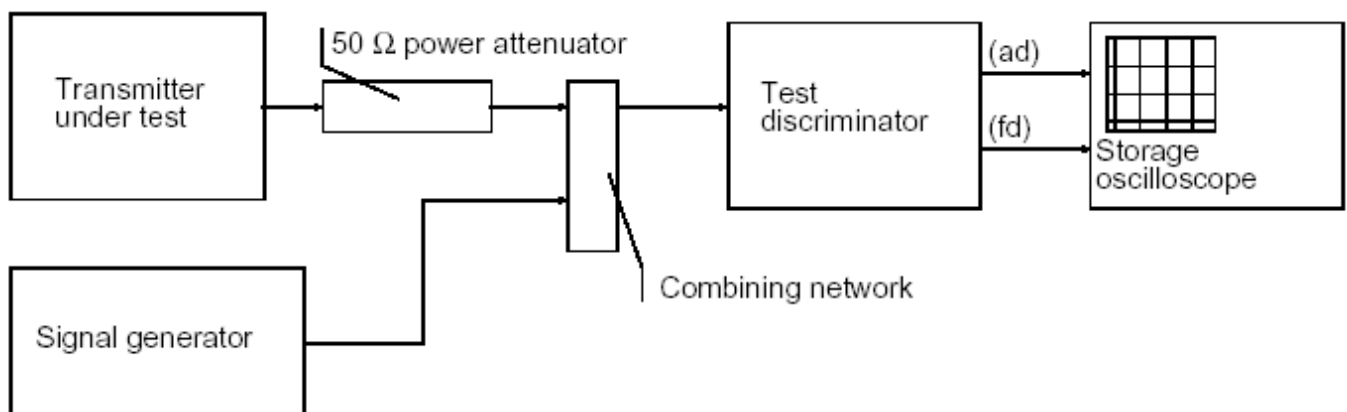 50 Ω power attenuator
Transmitter
under test
Test
discriminator
(ad)
(fd)
Storage
oscilloscope
Combining network
Signal generator